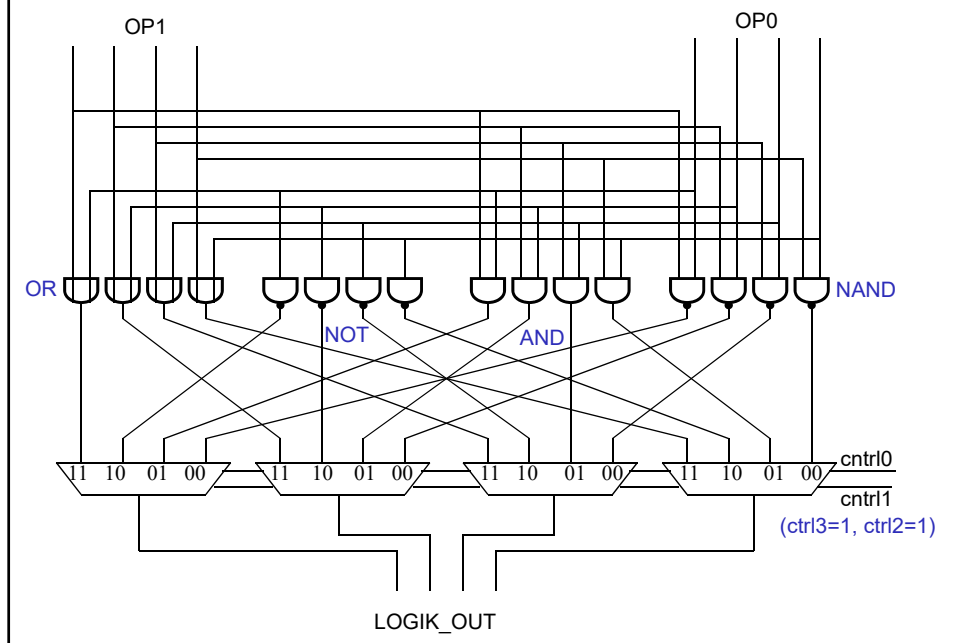 OP1
OP0
OR
NAND
NOT
AND
11 10 01 00 11 10 01 00 11 10 01 00 11 10 01 00
cntrl0
cntrl1
(ctrl3=1, ctrl2=1)
LOGIK_OUT